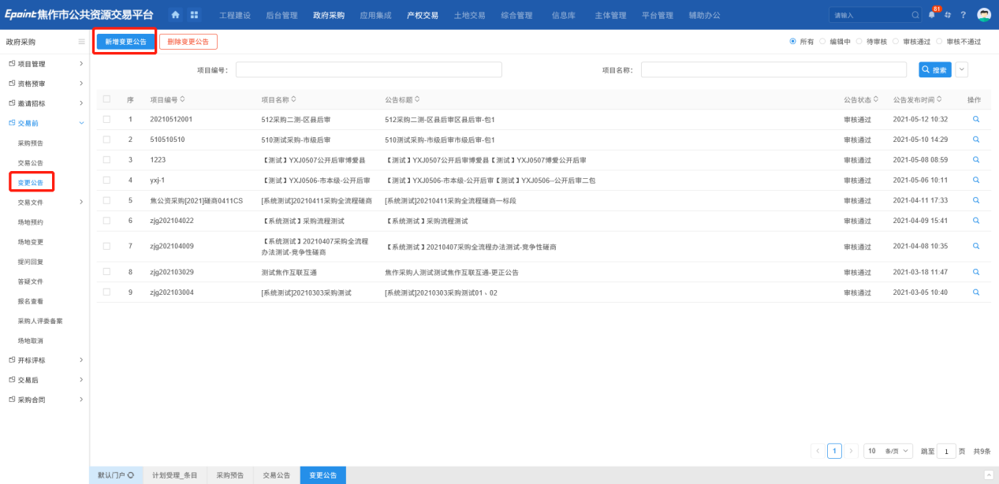 Epoint焦作市公共资源交易平台 工程建设 后台管理 政府采购 应用集成 产权交易 土地交易 综合管理 信息库 主体管理 平台管理 辅助办公 请输入 81 ?
政府采购
项目管理
资格预审
邀请招标
交易前
采购预告
交易公告
变更公告
交易文件
场地预约
场地变更
提问回复
答疑文件
报名查看
采购人评委备案
场地取消
开标评标
交易后
采购合同
新增变更公告 删除变更公告 所有 编辑中 待审核 审核通过 审核不通过
项目编号: 项目名称: 搜索
序 项目编号 项目名称 公告标题 公告状态 公告发布时间 操作
1 20210512001 512采购二测-区县后审 512采购二测-区县后审区县后审-包1 审核通过 2021-05-12 10:32
2 510510510 510测试采购-市级后审 510测试采购-市级后审市级后审-包1 审核通过 2021-05-10 14:29
3 1223 【测试】YXJ0507公开后审博爱县 【测试】YXJ0507公开后审博爱县【测试】YXJ0507博爱公开后审 审核通过 2021-05-08 08:59
4 yxj-1 【测试】YXJ0506-市本级-公开后审 【测试】YXJ0506-市本级-公开后审【测试】YXJ0506--公开后审二包 审核通过 2021-05-06 10:11
5 焦公资采购[2021]磋商0411CS [系统测试]20210411采购全流程磋商 [系统测试]20210411采购全流程磋商一标段 审核通过 2021-04-11 17:33
6 zjg202104022 【系统测试】采购流程测试 【系统测试】采购流程测试 审核通过 2021-04-09 15:41
7 zjg202104009 【系统测试】20210407采购全流程
办法测试-竞争性磋商 【系统测试】20210407采购全流程办法测试-竞争性磋商 审核通过 2021-04-08 10:35
8 zjg202103029 测试焦作互联互通 焦作采购人测试测试焦作互联互通-更正公告 审核通过 2021-03-18 11:47
9 zjg202103004 [系统测试]20210303采购测试 [系统测试]20210303采购测试01、02 审核通过 2021-03-05 10:40
1 10 条/页 跳至 1 页 共9条
默认门户 计划受理_条目 采购预告 交易公告 变更公告